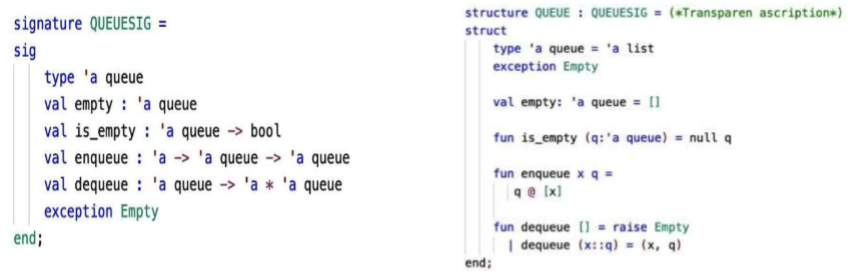 signature QUEUESIG =
sig
type 'a queue
val empty : 'a queue
val is_empty : 'a queue -> bool
val enqueue : 'a -> 'a queue -> 'a queue
val dequeue : 'a queue -> 'a * 'a queue
exception Empty
end;
structure QUEUE : QUEUESIG = (*Transparen ascription*)
struct
type 'a queue = 'a list
exception Empty
val empty: 'a queue = []
fun is_empty (q:'a queue) = null q
fun enqueue x q =
q @ [x]
fun dequeue [] = raise Empty
| dequeue (x::q) = (x, q)
end;